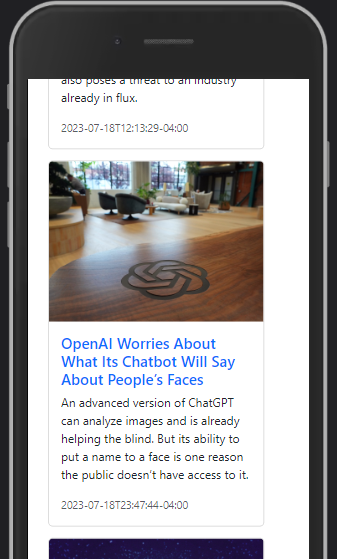 also poses a threat to an industry
already in flux.
2023-07-18T12:13:29-04:00
OpenAI Worries About
What Its Chatbot Will Say
About People’s Faces
An advanced version of ChatGPT
can analyze images and is already
helping the blind. But its ability to
put a name to a face is one reason
the public doesn’t have access to it.
2023-07-18T23:47:44-04:00